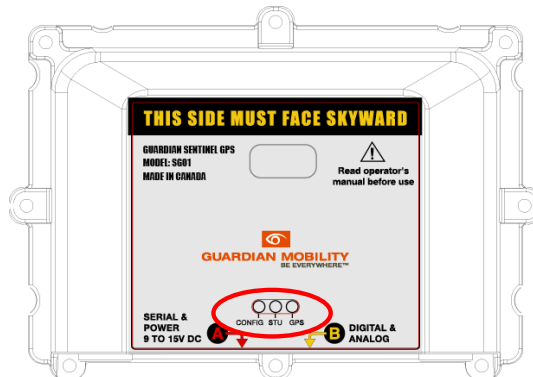 THIS SIDE MUST FACE SKYWARD
GUARDIAN SENTINEL GPS
MODEL: SG01
MADE IN CANADA
Read operator's
manual before use
GUARDIAN MOBILITY
BE EVERYWHERE™
CONFIG STU GPS
SERIAL &
POWER
9 TO 15V DC
A
B
DIGITAL &
ANALOG